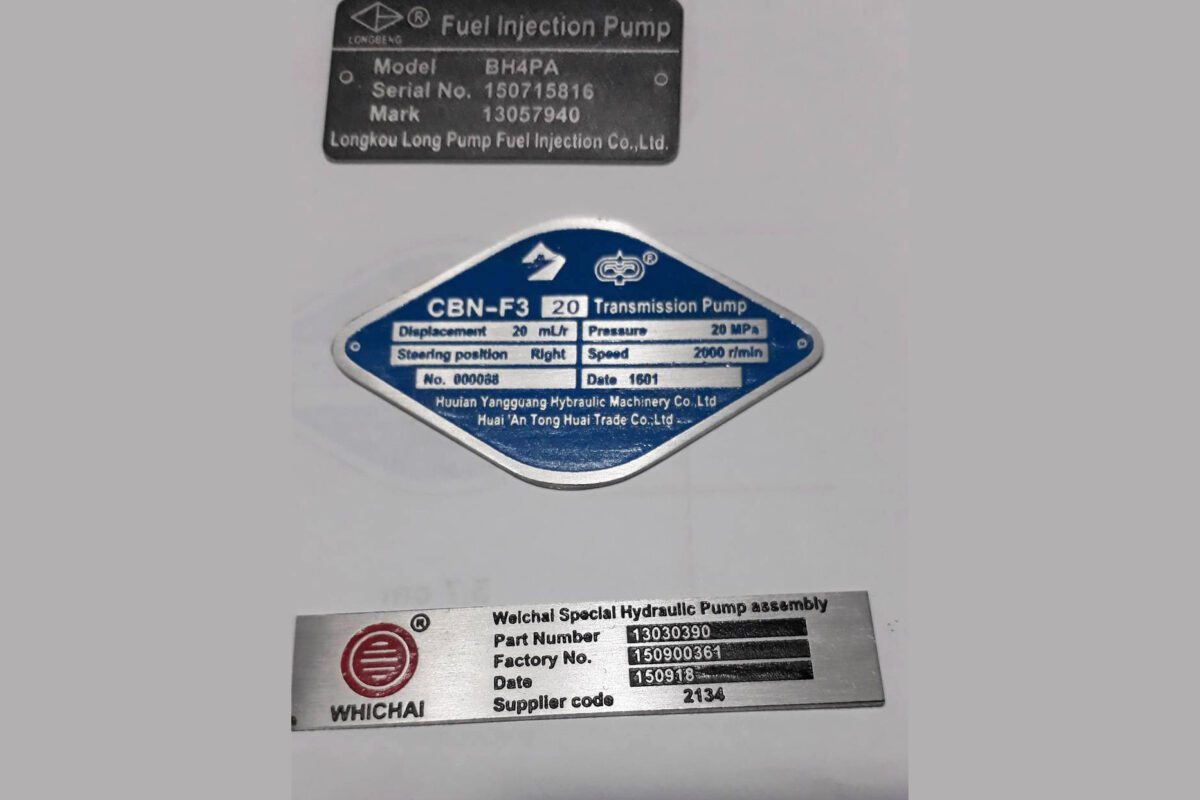 LONGBENG ® Fuel Injection Pump
Model BH4PA
Serial No. 150715816
Mark 13057940
Longkou Long Pump Fuel Injection Co.,Ltd.
®
CBN-F3 20 Transmission Pump
Displacement 20 mL/r Pressure 20 MPa
Steering position Right Speed 2000 r/min
No. 000038 Date 1601
Huuian Yangguang Hybraulic Machinery Co.,Ltd
Huai 'An Tong Huai Trade Co.,Ltd
® Weichai Special Hydraulic Pump assembly
Part Number 13030390
Factory No. 150900361
Date 150918
Supplier code 2134
WHICHAI